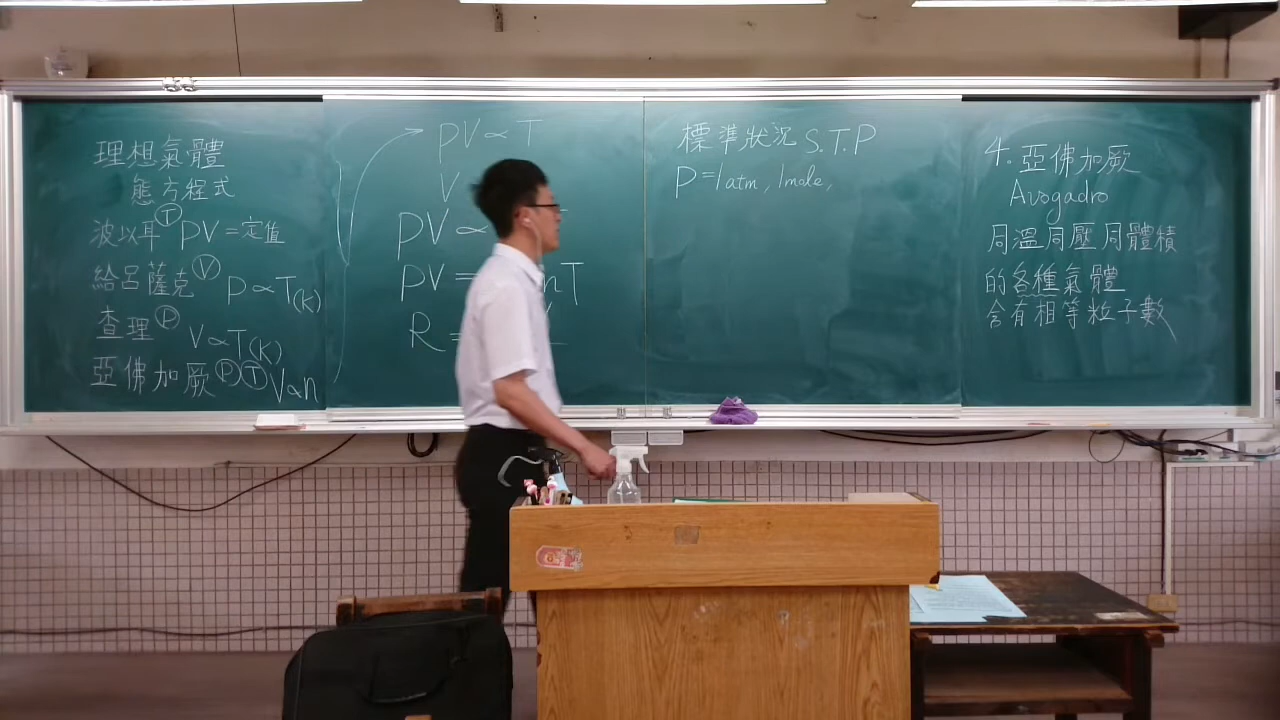 理想氣體
態方程式
波以耳 Ⓣ PV=定值
給呂薩克 Ⓥ P∝T(K)
查理 Ⓟ V∝T(K)
亞佛加厥 Ⓟ Ⓣ V∝n
PV∝T
V
PV∝
PV= nT
R=
標準狀況 S.T.P
P=1atm, 1mole,
4. 亞佛加厥
Avogadro
同溫同壓同體積
的各種氣體
含有相等粒子數